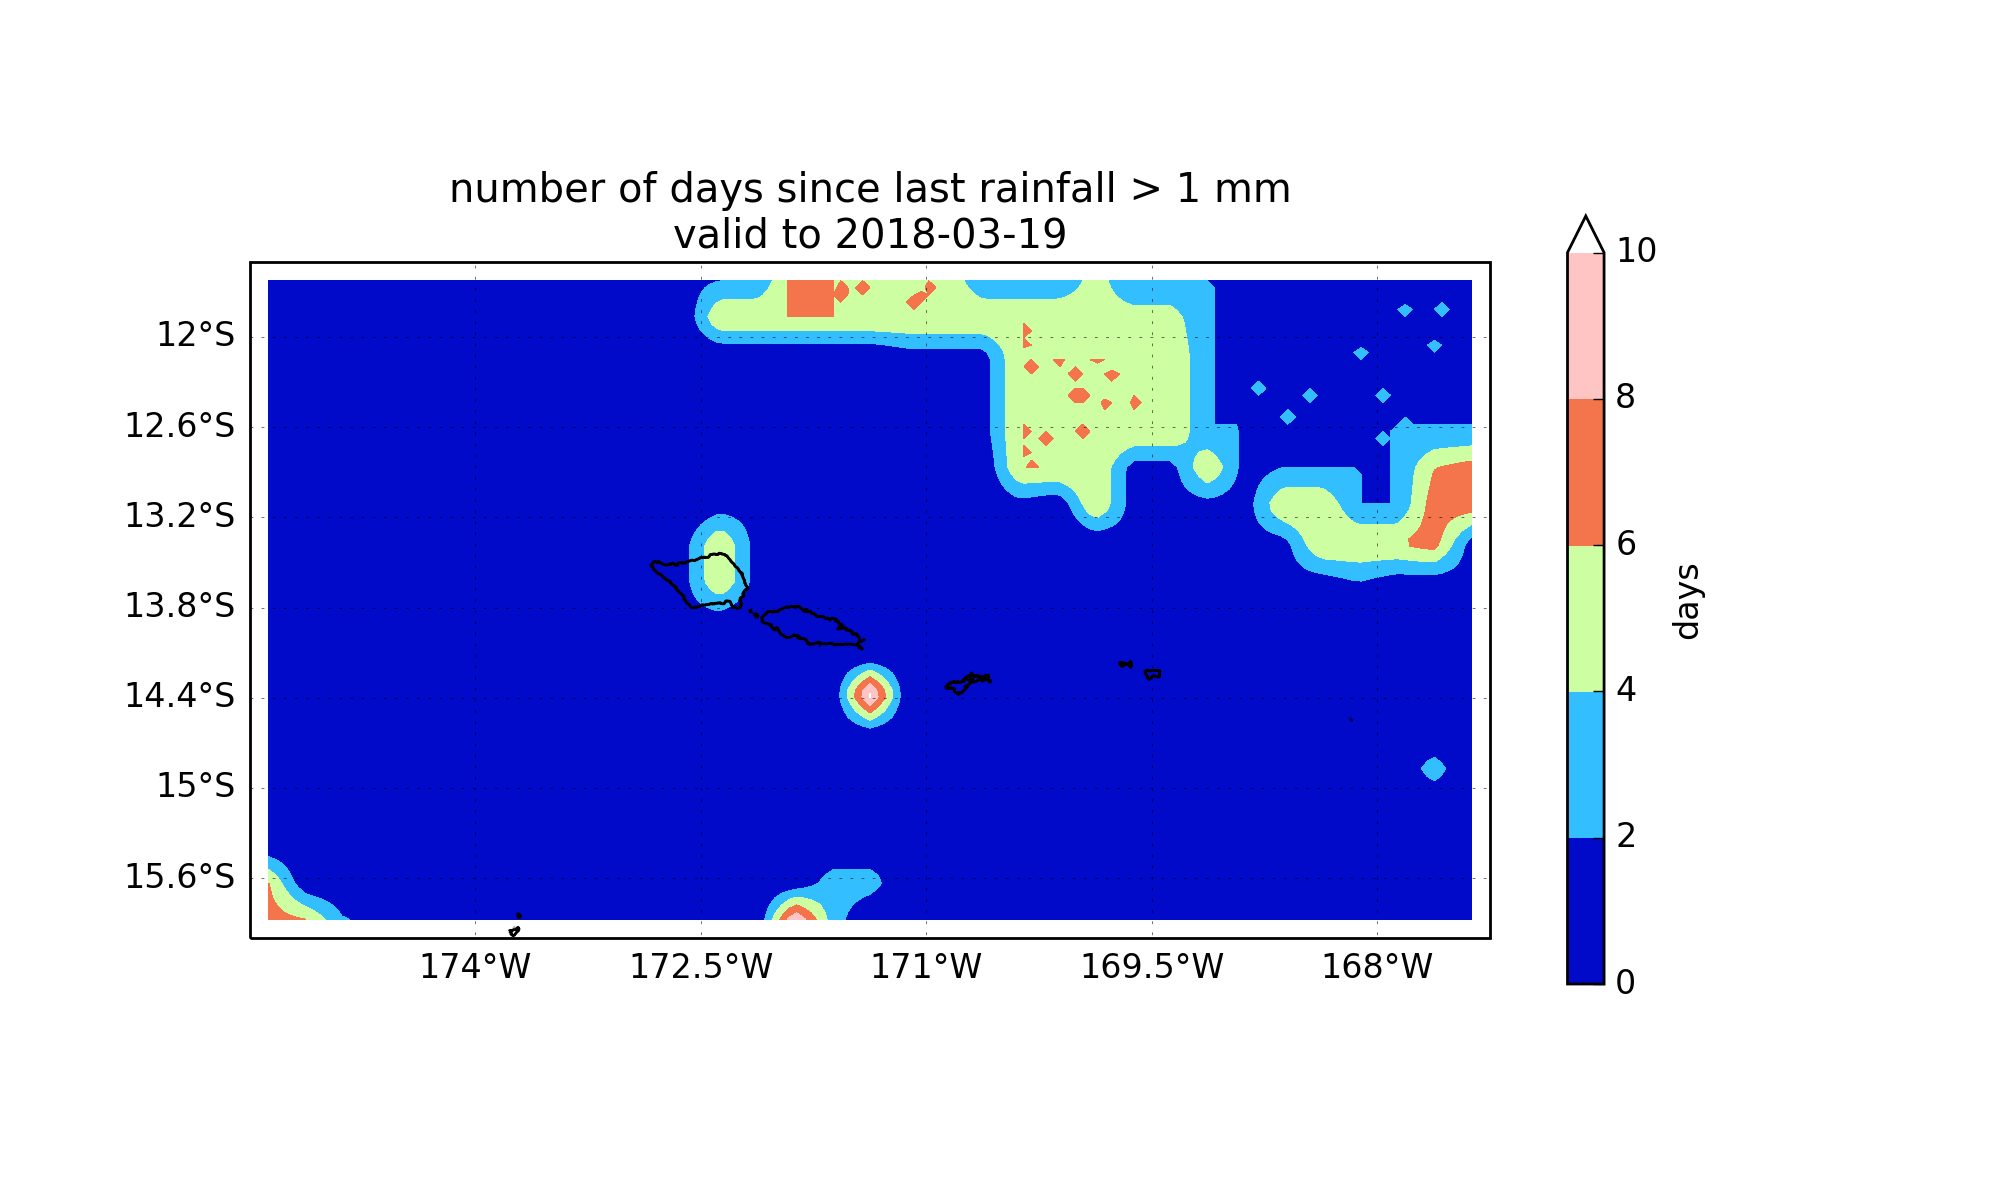 number of days since last rainfall > 1 mm
valid to 2018-03-19
12°S
12.6°S
13.2°S
13.8°S
14.4°S
15°S
15.6°S
174°W
172.5°W
171°W
169.5°W
168°W
10
8
6
4
2
0
days